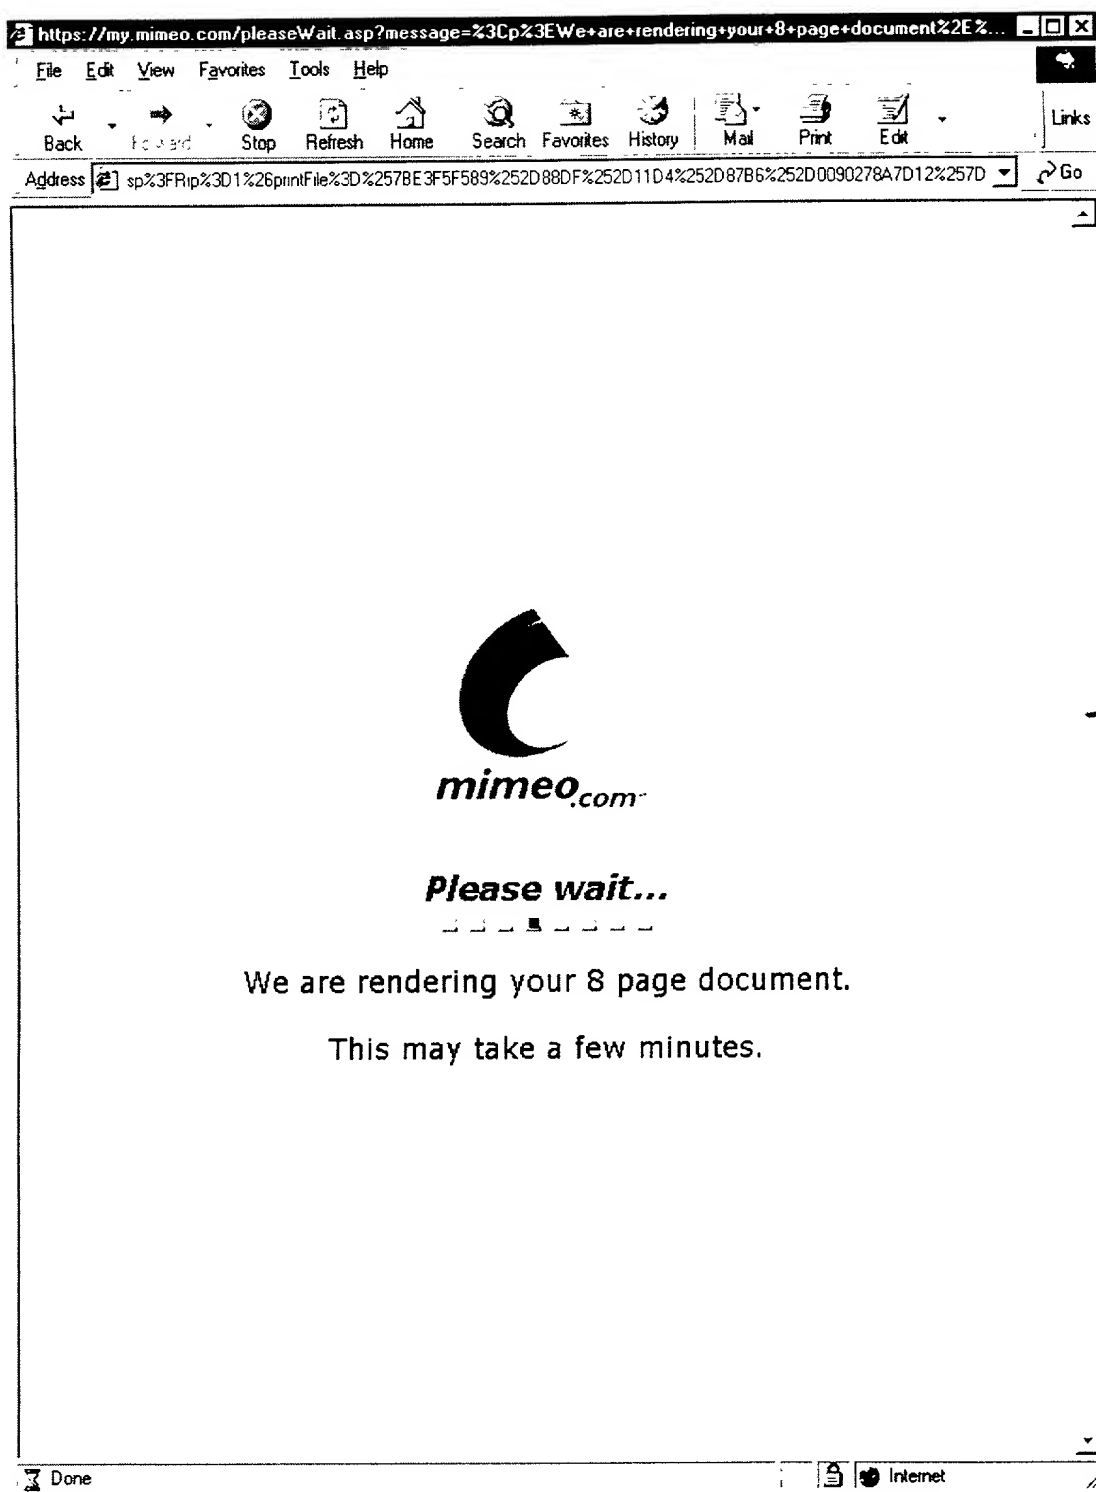 https://my.mimeo.com/pleaseWait.asp?message=%3Cp%3EWe+are+rendering+your+8+page+document%2E%...
File Edit View Favorites Tools Help
Back Forward Stop Refresh Home Search Favorites History Mail Print Edit Links
Address sp%3FRip%3D1%26printFile%3D%257BE3F5F589%252D88DF%252D11D4%252D87B6%252D0090278A7D12%257D Go
mimeo.com
Please wait...
We are rendering your 8 page document.
This may take a few minutes.
Done Internet